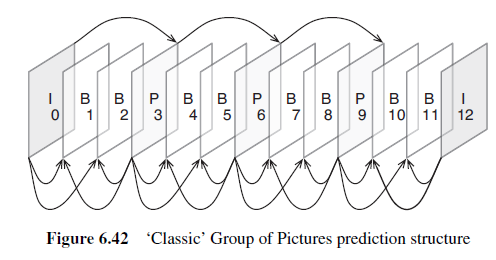 I B B P B B P B B P B B I
0 1 2 3 4 5 6 7 8 9 10 11 12
Figure 6.42 ‘Classic’ Group of Pictures prediction structure